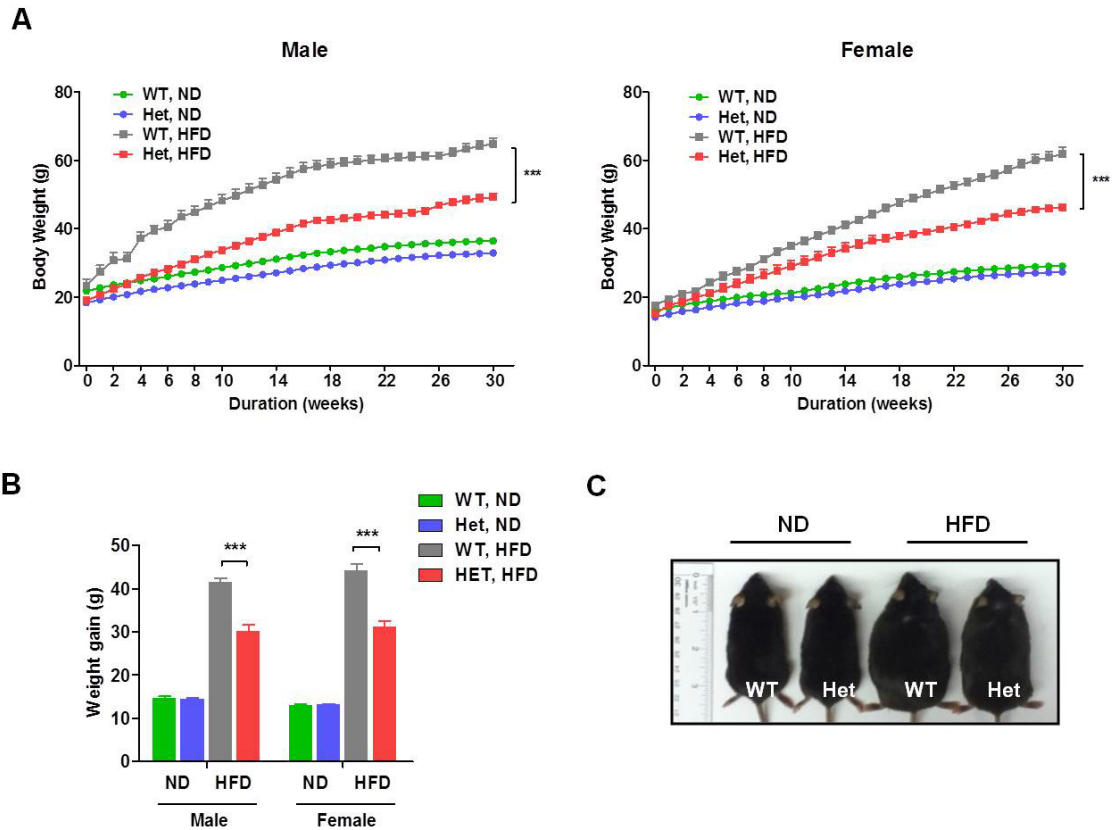 A
Male
WT, ND
Het, ND
WT, HFD
Het, HFD
80
60
40
20
0
Body Weight (g)
***
0 2 4 6 8 10 14 18 22 26 30
Duration (weeks)
Female
WT, ND
Het, ND
WT, HFD
Het, HFD
80
60
40
20
0
Body Weight (g)
***
0 2 4 6 8 10 14 18 22 26 30
Duration (weeks)
B
WT, ND
Het, ND
WT, HFD
HET, HFD
50
40
30
20
10
0
Weight gain (g)
*** ***
ND HFD ND HFD
Male Female
C
ND HFD
0
1
2
3
WT Het WT Het